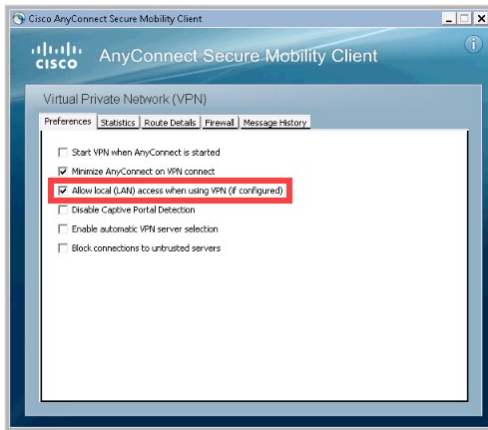 Cisco AnyConnect Secure Mobility Client
CISCO AnyConnect Secure Mobility Client
Virtual Private Network (VPN)
Preferences Statistics Route Details Firewall Message History
Start VPN when AnyConnect is started
Minimize AnyConnect on VPN connect
Allow local (LAN) access when using VPN (if configured)
Disable Captive Portal Detection
Enable automatic VPN server selection
Block connections to untrusted servers